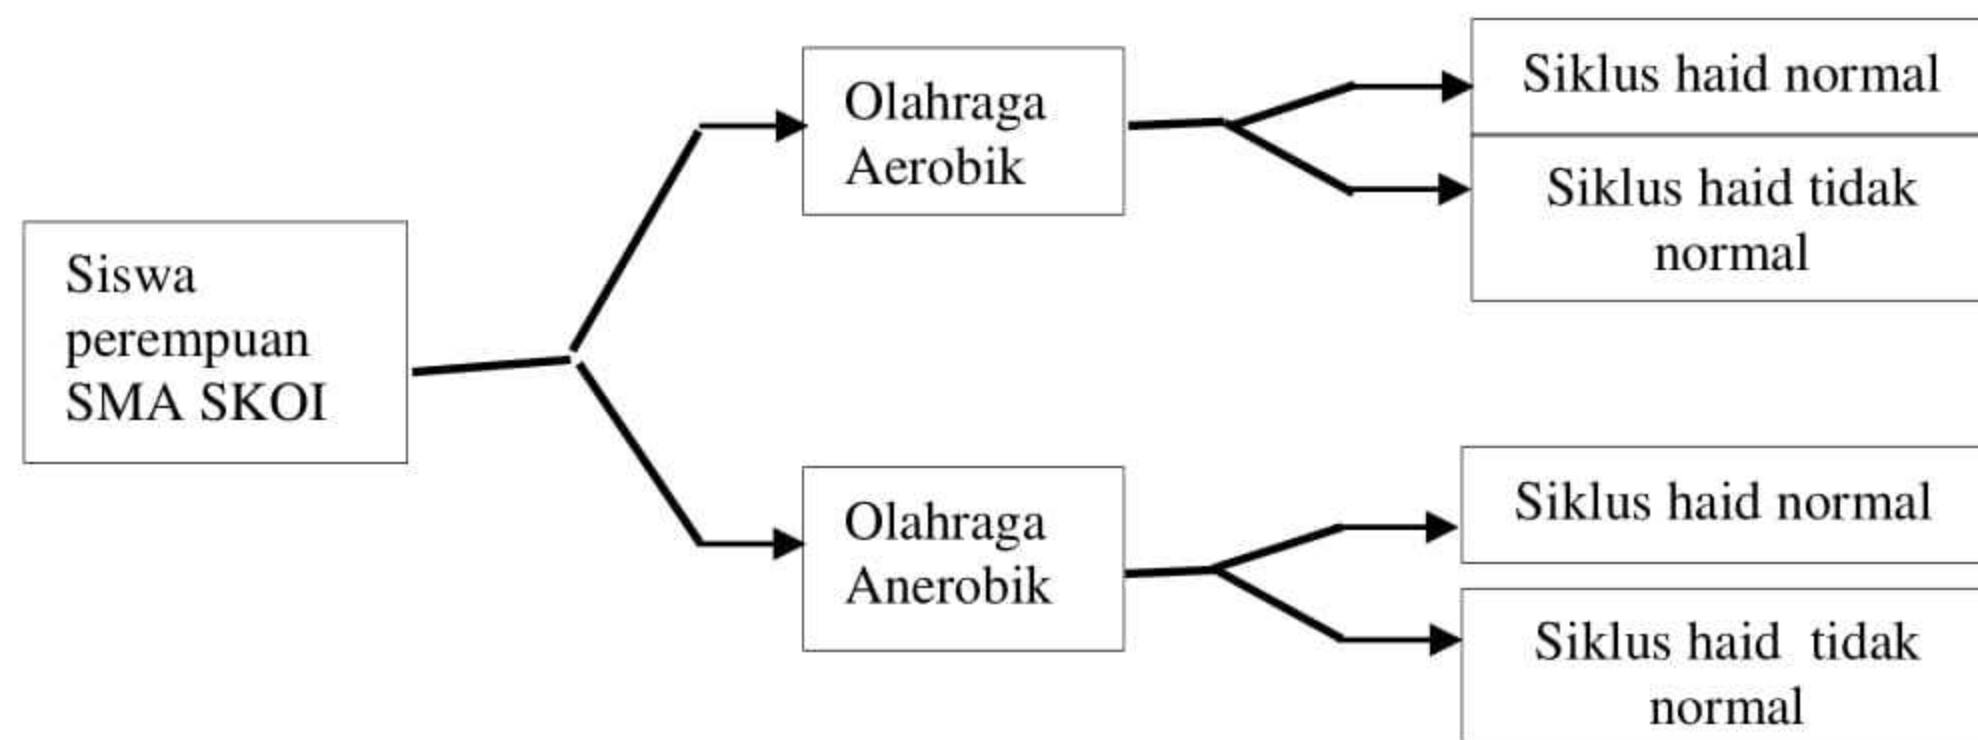 Siswa
perempuan
SMA SKOI
Olahraga
Aerobik
Siklus haid normal
Siklus haid tidak
normal
Olahraga
Anerobik
Siklus haid normal
Siklus haid tidak
normal